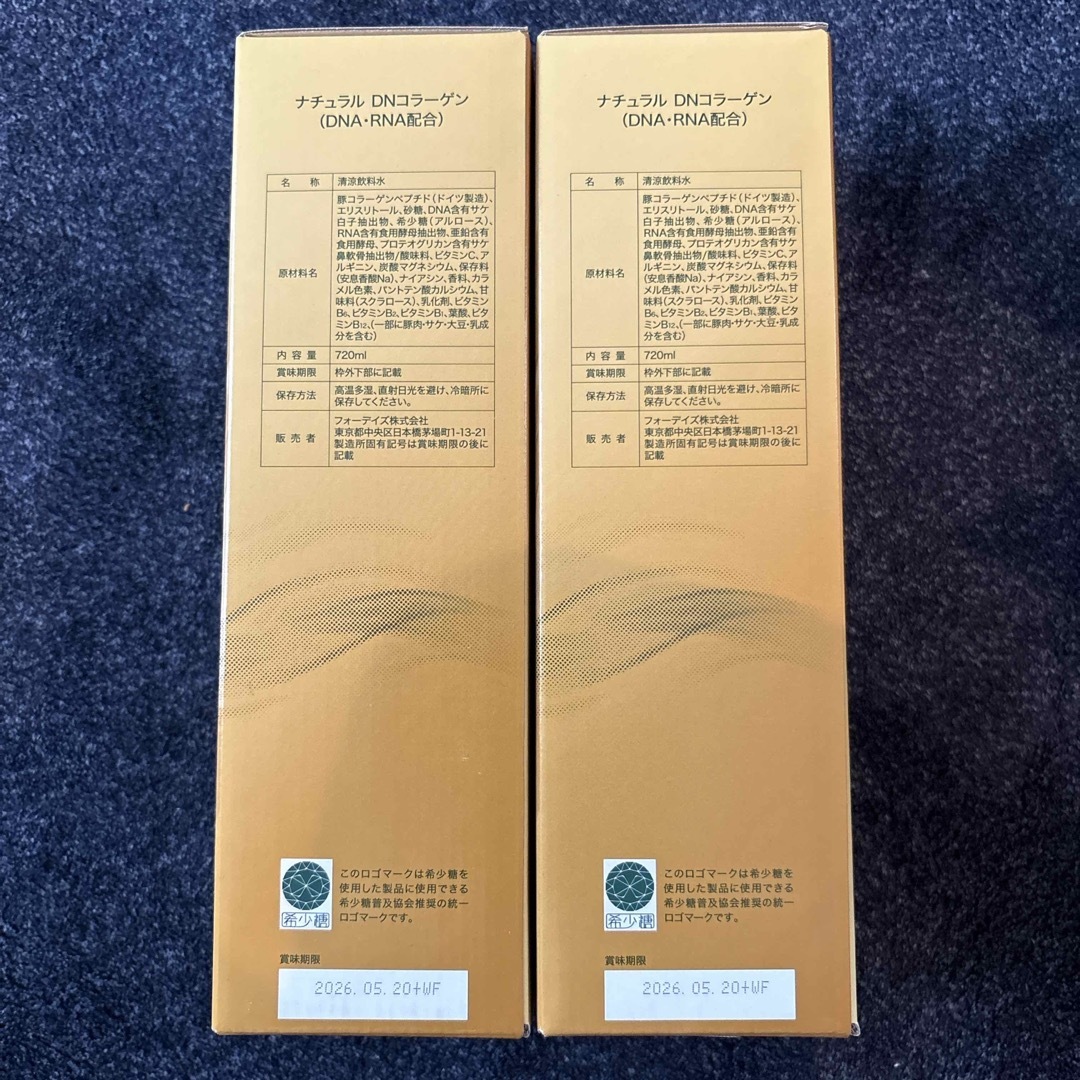 ナチュラル DNコラーゲン
(DNA・RNA配合)
名 称 清涼飲料水
原材料名
豚コラーゲンペプチド(ドイツ製造)、
エリスリトール、砂糖、DNA含有サケ
白子抽出物、希少糖(アルロース)、
RNA含有食用酵母抽出物、亜鉛含有
食用酵母、プロテオグリカン含有サケ
鼻軟骨抽出物/酸味料、ビタミンC、ア
ルギニン、炭酸マグネシウム、保存料
(安息香酸Na)、ナイアシン、香料、カラ
メル色素、パントテン酸カルシウム、甘
味料(スクラロース)、乳化剤、ビタミン
B6、ビタミンB2、ビタミンB1、葉酸、ビタ
ミンB12、(一部に豚肉・サケ・大豆・乳成
分を含む)
内 容 量 720ml
賞味期限 枠外下部に記載
保存方法
高温多湿、直射日光を避け、冷暗所に
保存してください。
販 売 者
フォーデイズ株式会社
東京都中央区日本橋茅場町1-13-21
製造所固有記号は賞味期限の後に
記載
希少糖
このロゴマークは希少糖を
使用した製品に使用できる
希少糖普及協会推奨の統一
ロゴマークです。
賞味期限
2026.05.20+WF
ナチュラル DNコラーゲン
(DNA・RNA配合)
名 称 清涼飲料水
原材料名
豚コラーゲンペプチド(ドイツ製造)、
エリスリトール、砂糖、DNA含有サケ
白子抽出物、希少糖(アルロース)、
RNA含有食用酵母抽出物、亜鉛含有
食用酵母、プロテオグリカン含有サケ
鼻軟骨抽出物/酸味料、ビタミンC、ア
ルギニン、炭酸マグネシウム、保存料
(安息香酸Na)、ナイアシン、香料、カラ
メル色素、パントテン酸カルシウム、甘
味料(スクラロース)、乳化剤、ビタミン
B6、ビタミンB2、ビタミンB1、葉酸、ビタ
ミンB12、(一部に豚肉・サケ・大豆・乳成
分を含む)
内 容 量 720ml
賞味期限 枠外下部に記載
保存方法
高温多湿、直射日光を避け、冷暗所に
保存してください。
販 売 者
フォーデイズ株式会社
東京都中央区日本橋茅場町1-13-21
製造所固有記号は賞味期限の後に
記載
希少糖
このロゴマークは希少糖を
使用した製品に使用できる
希少糖普及協会推奨の統一
ロゴマークです。
賞味期限
2026.05.20+WF